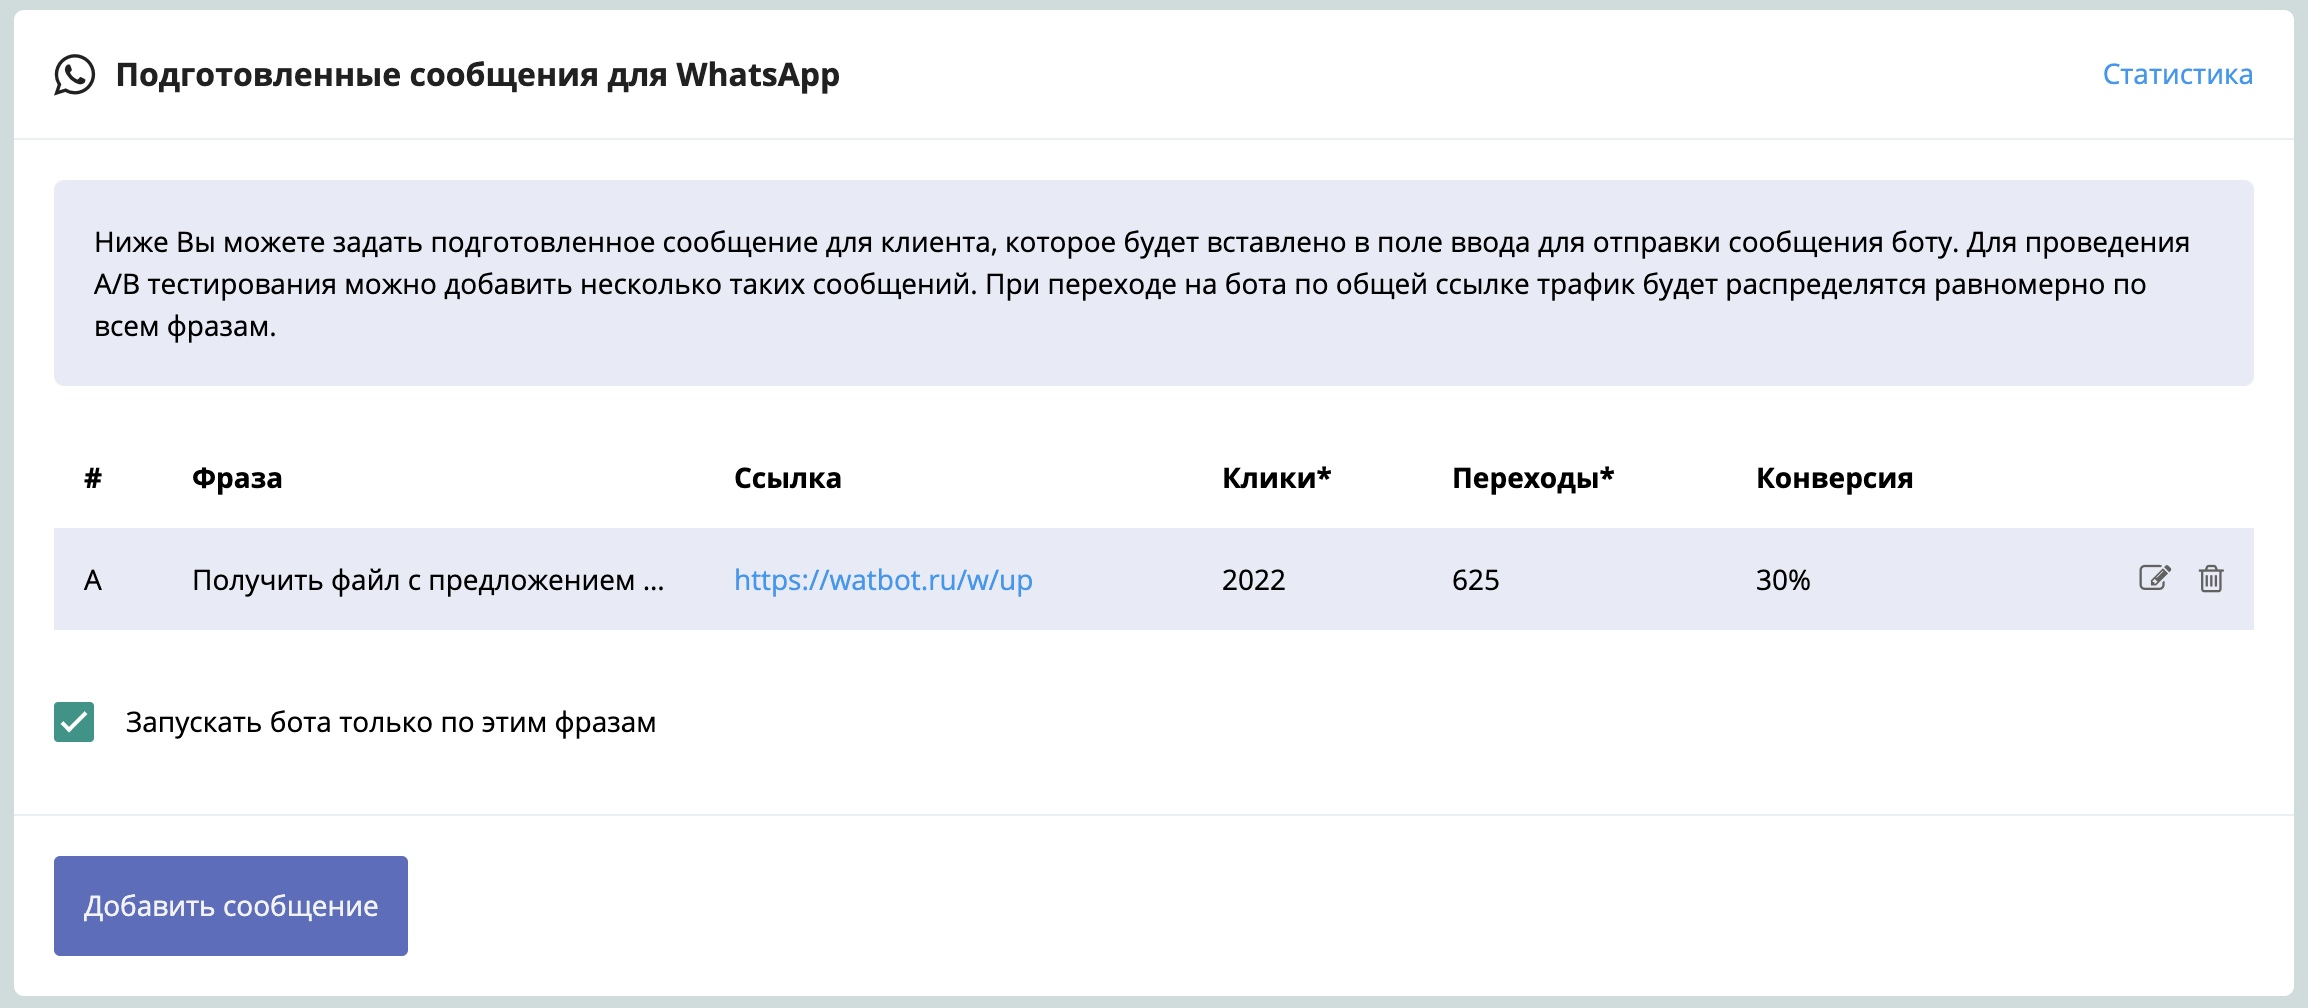 Подготовленные сообщения для WhatsApp
Статистика
Ниже Вы можете задать подготовленное сообщение для клиента, которое будет вставлено в поле ввода для отправки сообщения боту. Для проведения
A/B тестирования можно добавить несколько таких сообщений. При переходе на бота по общей ссылке трафик будет распределятся равномерно по
всем фразам.
# Фраза Ссылка Клики* Переходы* Конверсия
A Получить файл с предложением ... https://watbot.ru/w/up 2022 625 30%
Запускать бота только по этим фразам
Добавить сообщение